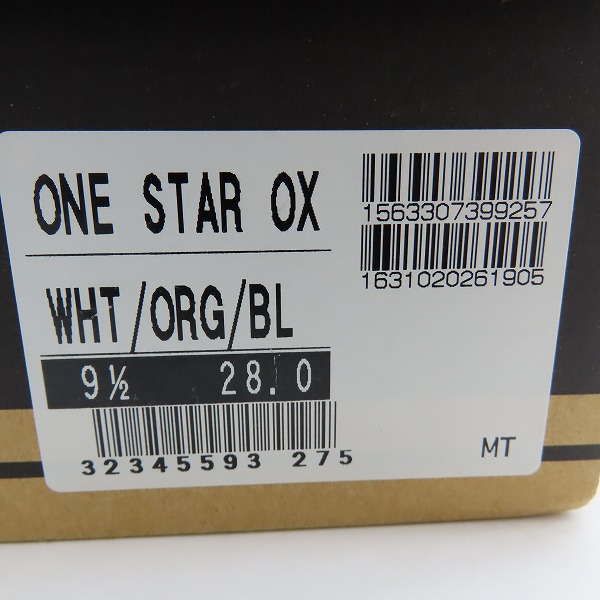 ONE STAR OX
1563307399257
1631020261905
WHT/ORG/BL
9½ 28.0
32345593 275
MT